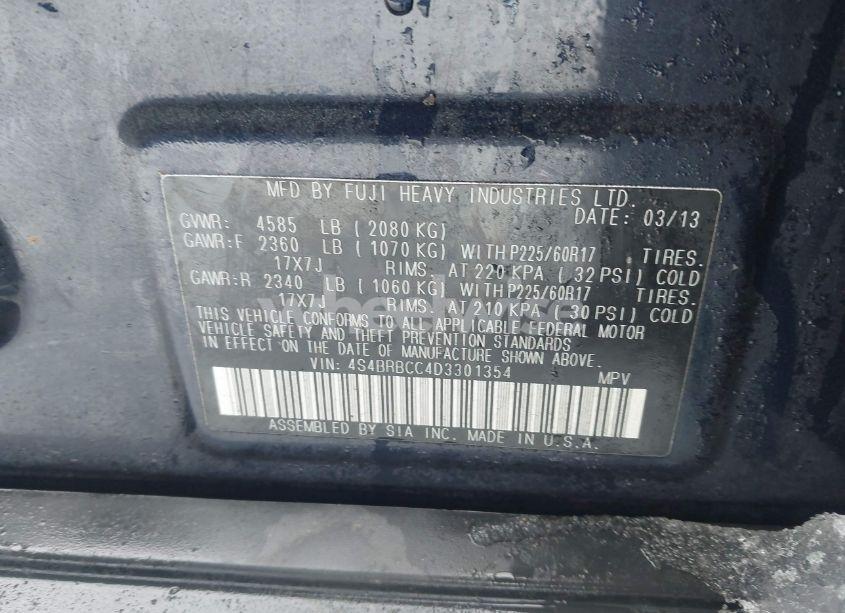 MFD BY FUJI HEAVY INDUSTRIES LTD.
DATE: 03/13
GVWR: 4585 LB ( 2080 KG)
GAWR:F 2360 LB ( 1070 KG) WITH P225/60R17 TIRES.
17X7J RIMS. AT 220 KPA ( 32 PSI) COLD
GAWR:R 2340 LB ( 1060 KG) WITH P225/60R17 TIRES.
17X7J RIMS. AT 210 KPA ( 30 PSI) COLD
THIS VEHICLE CONFORMS TO ALL APPLICABLE FEDERAL MOTOR
VEHICLE SAFETY AND THEFT PREVENTION STANDARDS
IN EFFECT ON THE DATE OF MANUFACTURE SHOWN ABOVE.
VIN: 4S4BRBCC4D3301354 MPV
ASSEMBLED BY SIA INC. MADE IN U.S.A.